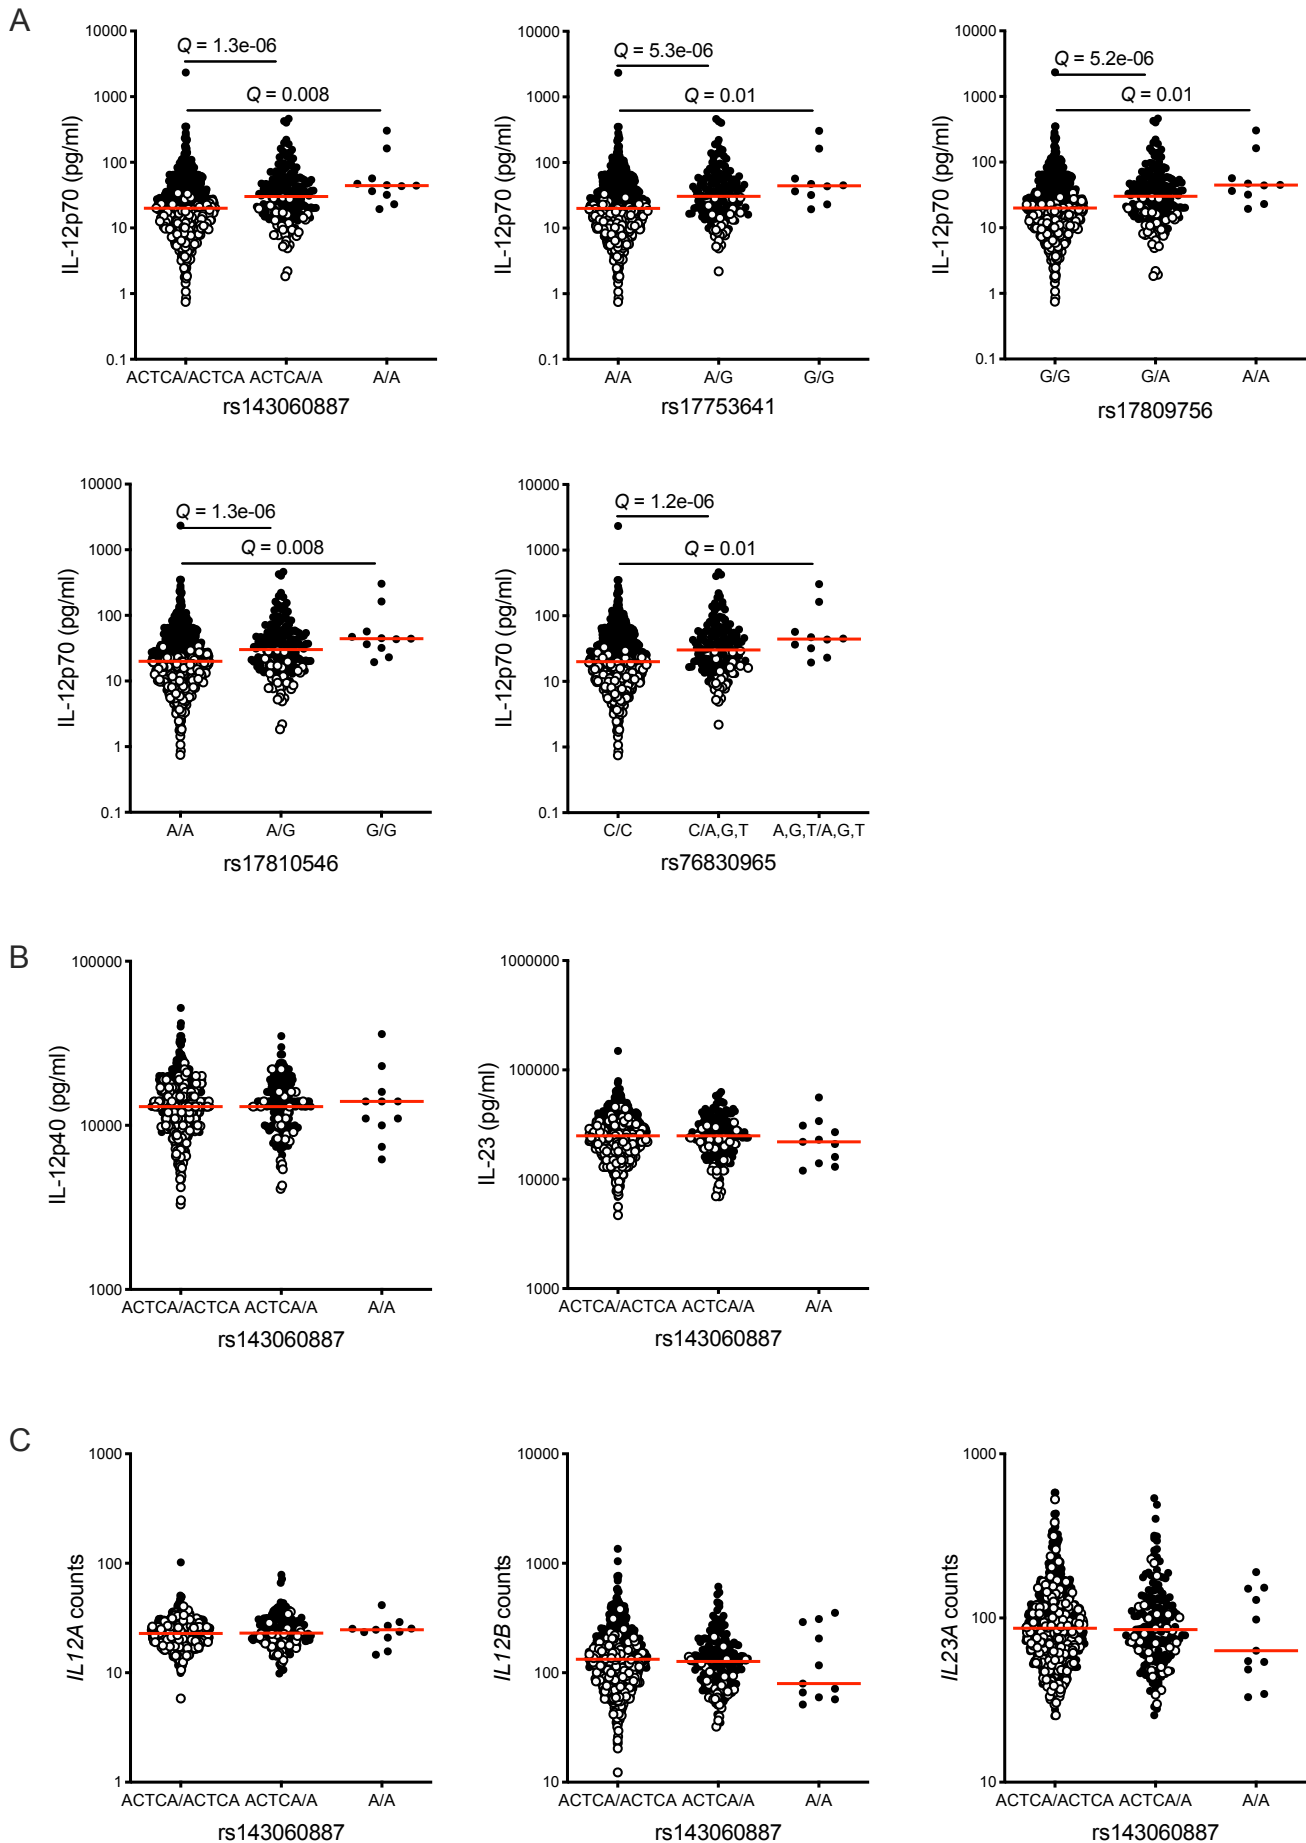 A
10000
1000
100
10
1
0.1
IL-12p70 (pg/ml)
Q = 1.3e-06
Q = 0.008
ACTCA/ACTCA ACTCA/A A/A
rs143060887
10000
1000
100
10
1
0.1
IL-12p70 (pg/ml)
Q = 5.3e-06
Q = 0.01
A/A A/G G/G
rs17753641
10000
1000
100
10
1
0.1
IL-12p70 (pg/ml)
Q = 5.2e-06
Q = 0.01
G/G G/A A/A
rs17809756
10000
1000
100
10
1
0.1
IL-12p70 (pg/ml)
Q = 1.3e-06
Q = 0.008
A/A A/G G/G
rs17810546
10000
1000
100
10
1
0.1
IL-12p70 (pg/ml)
Q = 1.2e-06
Q = 0.01
C/C C/A,G,T A,G,T/A,G,T
rs76830965
B
100000
10000
1000
IL-12p40 (pg/ml)
ACTCA/ACTCA ACTCA/A A/A
rs143060887
1000000
100000
10000
1000
IL-23 (pg/ml)
ACTCA/ACTCA ACTCA/A A/A
rs143060887
C
1000
100
10
1
IL12A counts
ACTCA/ACTCA ACTCA/A A/A
rs143060887
10000
1000
100
10
IL12B counts
ACTCA/ACTCA ACTCA/A A/A
rs143060887
1000
100
10
IL23A counts
ACTCA/ACTCA ACTCA/A A/A
rs143060887